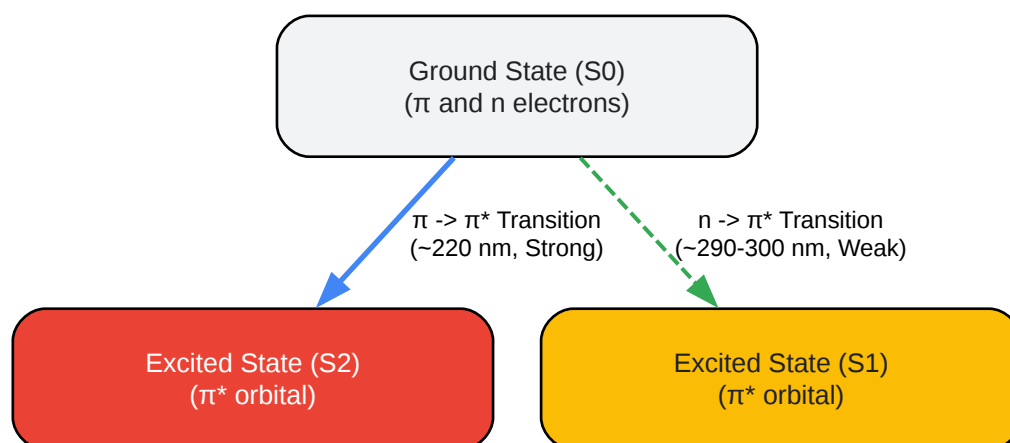 Ground State (S0)
(π and n electrons)
π -> π* Transition
(~220 nm, Strong)
n -> π* Transition
(~290-300 nm, Weak)
Excited State (S2)
(π* orbital)
Excited State (S1)
(π* orbital)